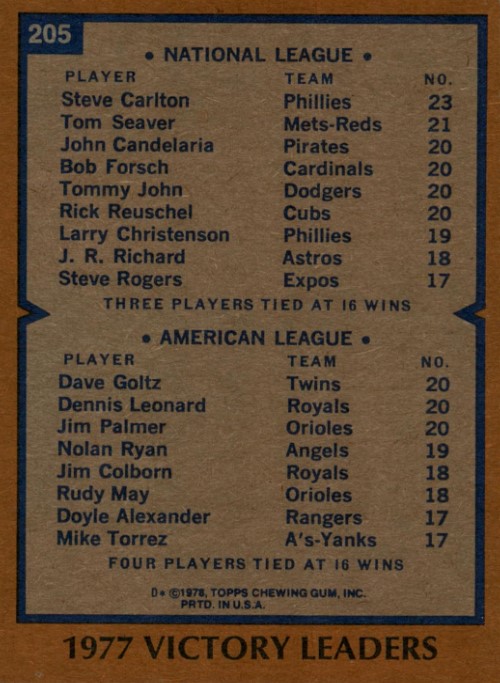 205
• NATIONAL LEAGUE •
PLAYER TEAM NO.
Steve Carlton Phillies 23
Tom Seaver Mets-Reds 21
John Candelaria Pirates 20
Bob Forsch Cardinals 20
Tommy John Dodgers 20
Rick Reuschel Cubs 20
Larry Christenson Phillies 19
J. R. Richard Astros 18
Steve Rogers Expos 17
THREE PLAYERS TIED AT 16 WINS
• AMERICAN LEAGUE •
PLAYER TEAM NO.
Dave Goltz Twins 20
Dennis Leonard Royals 20
Jim Palmer Orioles 20
Nolan Ryan Angels 19
Jim Colborn Royals 18
Rudy May Orioles 18
Doyle Alexander Rangers 17
Mike Torrez A's-Yanks 17
FOUR PLAYERS TIED AT 16 WINS
D* ©1978, TOPPS CHEWING GUM, INC.
PRTD. IN U.S.A.
1977 VICTORY LEADERS